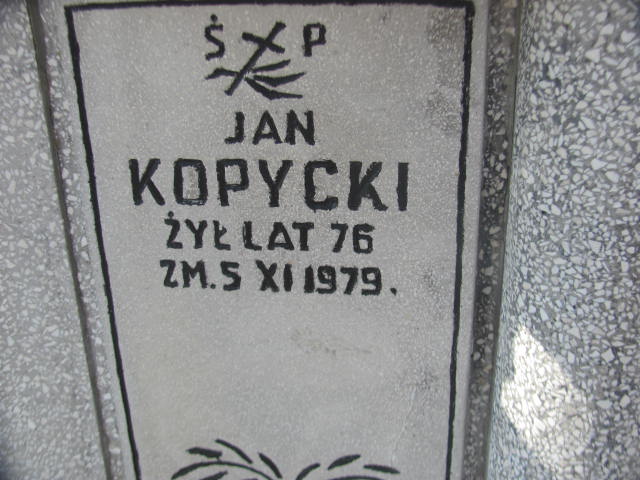 Ś P
JAN
KOPYCKI
ŻYŁ LAT 76
ZM. 5 XI 1979.